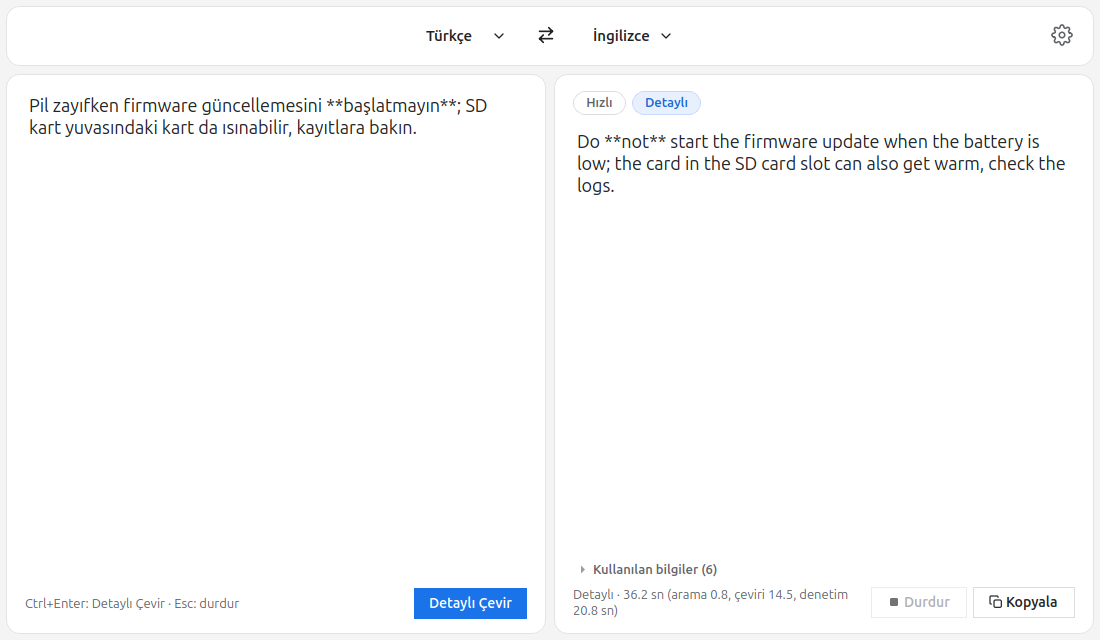 Türkçe
İngilizce
Pil zayıfken firmware güncellemesini **başlatmayın**; SD
kart yuvasındaki kart da ısınabilir, kayıtlara bakın.
Ctrl+Enter: Detaylı Çevir · Esc: durdur
Detaylı Çevir
Hızlı
Detaylı
Do **not** start the firmware update when the battery is
low; the card in the SD card slot can also get warm, check the
logs.
Kullanılan bilgiler (6)
Detaylı · 36.2 sn (arama 0.8, çeviri 14.5, denetim
20.8 sn)
Durdur
Kopyala